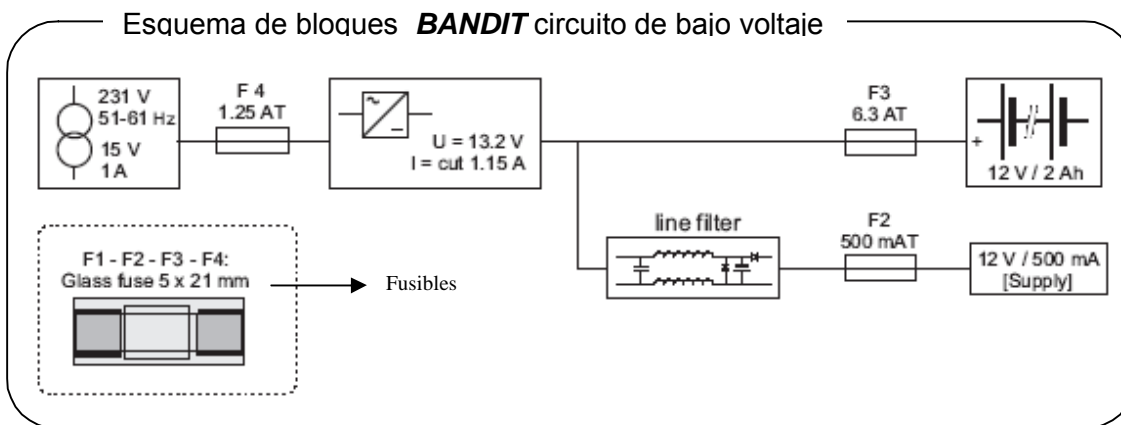 Esquema de bloques BANDIT circuito de bajo voltaje
231 V
51-61 Hz
15 V
1 A
F 4
1.25 AT
~
–
U = 13.2 V
I = cut 1.15 A
F3
6.3 AT
+
12 V / 2 Ah
line filter
F2
500 mAT
12 V / 500 mA
[Supply]
F1 - F2 - F3 - F4:
Glass fuse 5 x 21 mm
Fusibles